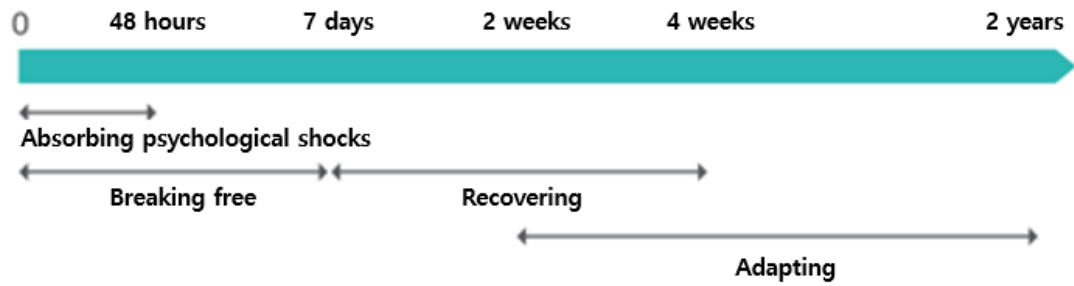 0 48 hours 7 days 2 weeks 4 weeks 2 years
Absorbing psychological shocks
Breaking free Recovering
Adapting